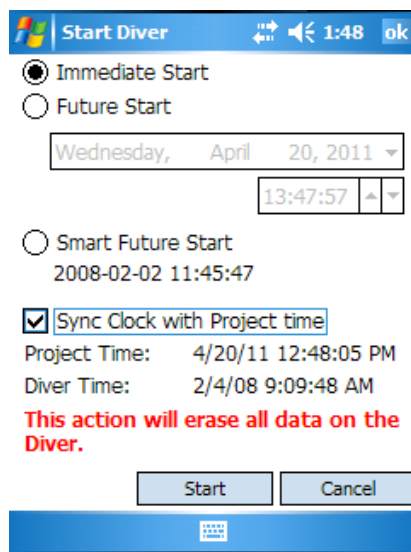 Start Diver 1:48 ok
Immediate Start
Future Start
Wednesday, April 20, 2011
13:47:57
Smart Future Start
2008-02-02 11:45:47
Sync Clock with Project time
Project Time: 4/20/11 12:48:05 PM
Diver Time: 2/4/08 9:09:48 AM
This action will erase all data on the
Diver.
Start Cancel